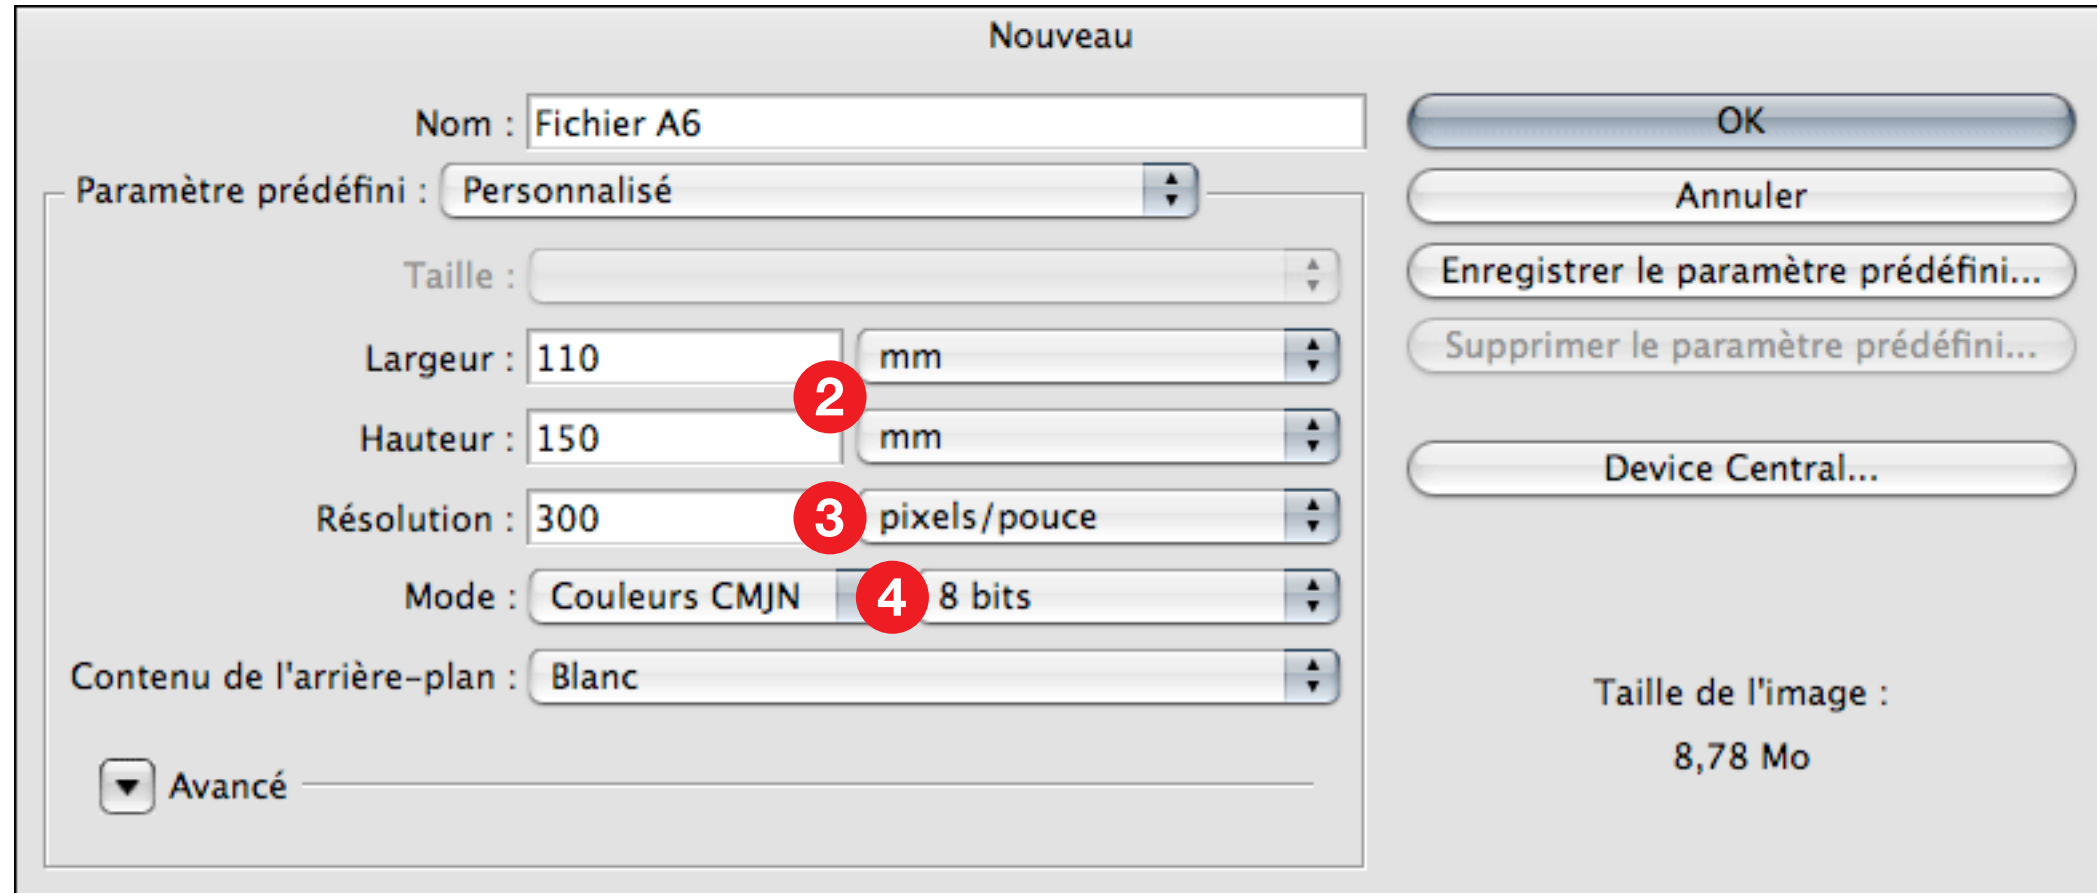 Nouveau
Nom : Fichier A6
Paramètre prédéfini : Personnalisé
Taille :
Largeur : 110 mm
2
Hauteur : 150 mm
Résolution : 300 3 pixels/pouce
Mode : Couleurs CMJN 4 8 bits
Contenu de l'arrière-plan : Blanc
Avancé
OK
Annuler
Enregistrer le paramètre prédéfini...
Supprimer le paramètre prédéfini...
Device Central...
Taille de l'image :
8,78 Mo